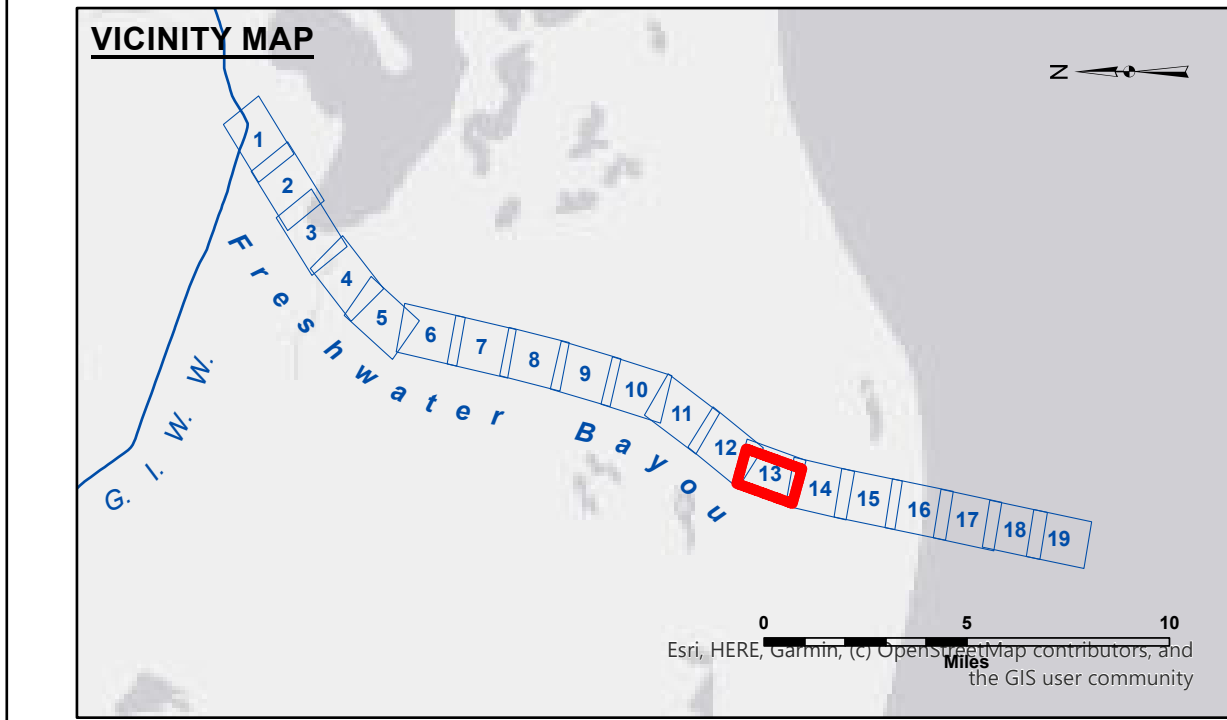 VICINITY MAP
N
1
2
3
4
5
6
7
8
9
10
11
12
13
14
15
16
17
18
19
Freshwater Bayou
G. I. W. W.
0 5 10
Miles
Esri, HERE, Garmin, (c) OpenStreetMap contributors, and
the GIS user community